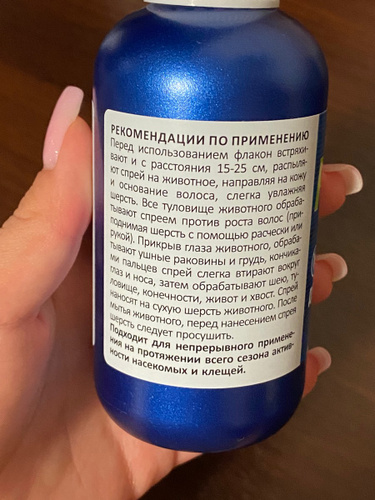 РЕКОМЕНДАЦИИ ПО ПРИМЕНЕНИЮ
Перед использованием флакон встряхи-
вают и с расстояния 15-25 см, распыля-
ют спрей на животное, направляя на кожу
и основание волоса, слегка увлажняя
шерсть. Все туловище животного обраба-
тывают спреем против роста волос (при-
поднимая шерсть с помощью расчески или
рукой). Прикрыв глаза животного, обраба-
тывают ушные раковины и грудь, кончика-
ми пальцев спрей слегка втирают вокруг
глаз и носа, затем обрабатывают шею, ту-
ловище, конечности, живот и хвост. Спрей
наносят на сухую шерсть животного. После
мытья животного, перед нанесением спрея
шерсть следует просушить.
Подходит для непрерывного примене-
ния на протяжении всего сезона актив-
ности насекомых и клещей.